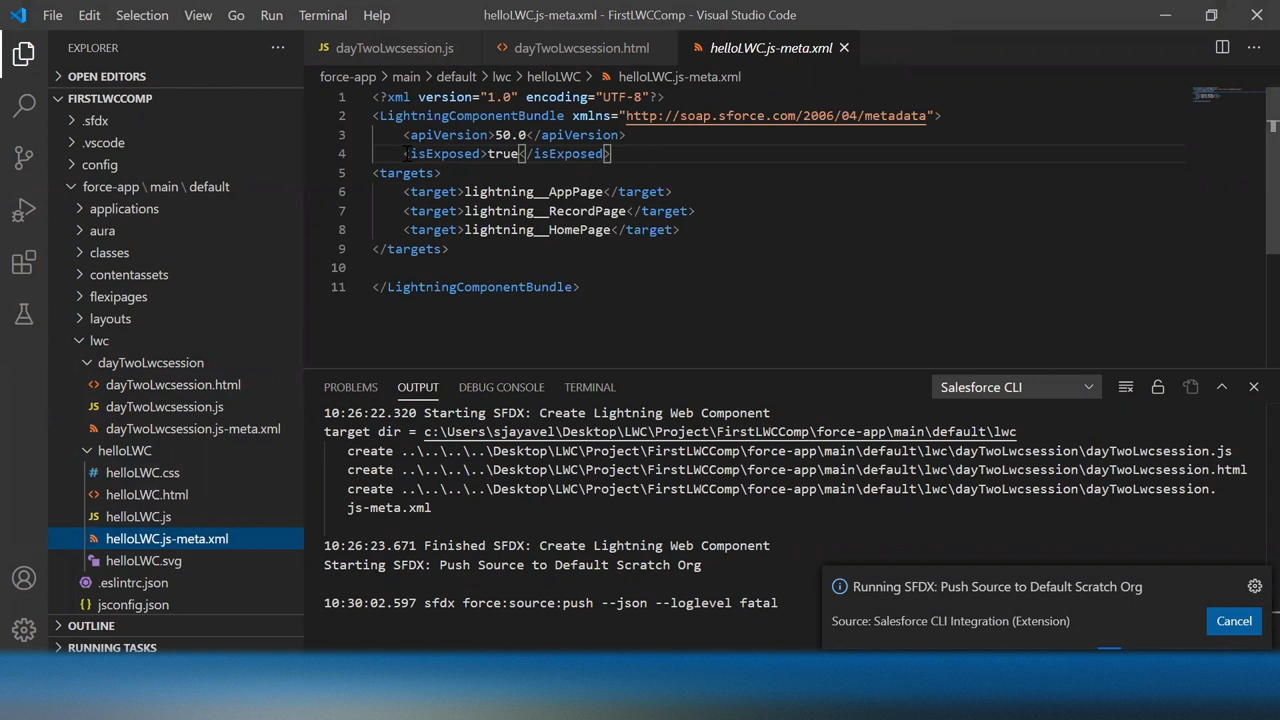 File Edit Selection View Go Run Terminal Help helloLWC.js-meta.xml - FirstLWCComp - Visual Studio Code
EXPLORER
OPEN EDITORS
FIRSTLWCCOMP
.sfdx
.vscode
config
force-app \ main \ default
applications
aura
classes
contentassets
flexipages
layouts
lwc
dayTwoLwcsession
dayTwoLwcsession.html
JS dayTwoLwcsession.js
dayTwoLwcsession.js-meta.xml
helloLWC
# helloLWC.css
<> helloLWC.html
JS helloLWC.js
helloLWC.js-meta.xml
helloLWC.svg
.eslintrc.json
{} jsconfig.json
OUTLINE
RUNNING TASKS
JS dayTwoLwcsession.js <> dayTwoLwcsession.html helloLWC.js-meta.xml
force-app > main > default > lwc > helloLWC > helloLWC.js-meta.xml
1 <?xml version="1.0" encoding="UTF-8"?>
2 <LightningComponentBundle xmlns="http://soap.sforce.com/2006/04/metadata">
3 <apiVersion>50.0</apiVersion>
4 <isExposed>true</isExposed>
5 <targets>
6 <target>lightning__AppPage</target>
7 <target>lightning__RecordPage</target>
8 <target>lightning__HomePage</target>
9 </targets>
10
11 </LightningComponentBundle>
PROBLEMS OUTPUT DEBUG CONSOLE TERMINAL Salesforce CLI
10:26:22.320 Starting SFDX: Create Lightning Web Component
target dir = c:\Users\sjayavel\Desktop\LWC\Project\FirstLWCComp\force-app\main\default\lwc
create ..\..\..\..\Desktop\LWC\Project\FirstLWCComp\force-app\main\default\lwc\dayTwoLwcsession\dayTwoLwcsession.js
create ..\..\..\..\Desktop\LWC\Project\FirstLWCComp\force-app\main\default\lwc\dayTwoLwcsession\dayTwoLwcsession.html
create ..\..\..\..\Desktop\LWC\Project\FirstLWCComp\force-app\main\default\lwc\dayTwoLwcsession\dayTwoLwcsession.
js-meta.xml
10:26:23.671 Finished SFDX: Create Lightning Web Component
Starting SFDX: Push Source to Default Scratch Org
10:30:02.597 sfdx force:source:push --json --loglevel fatal
Running SFDX: Push Source to Default Scratch Org
Source: Salesforce CLI Integration (Extension) Cancel